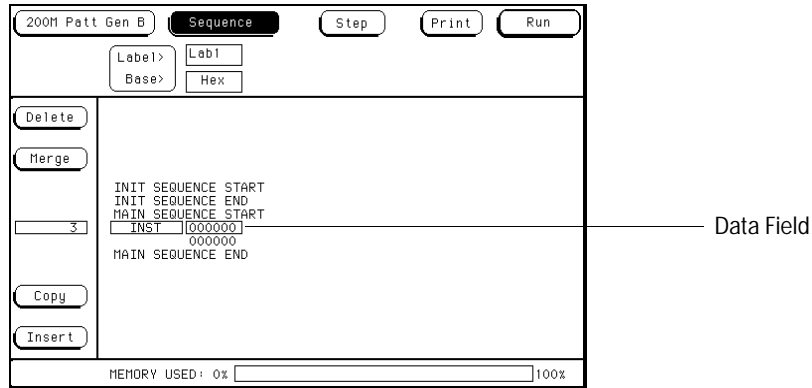 200M Patt Gen B Sequence Step Print Run
Label> Lab1
Base> Hex
Delete
Merge
INIT SEQUENCE START
INIT SEQUENCE END
MAIN SEQUENCE START
3 INST 000000 Data Field
000000
MAIN SEQUENCE END
Copy
Insert
MEMORY USED: 0% 100%